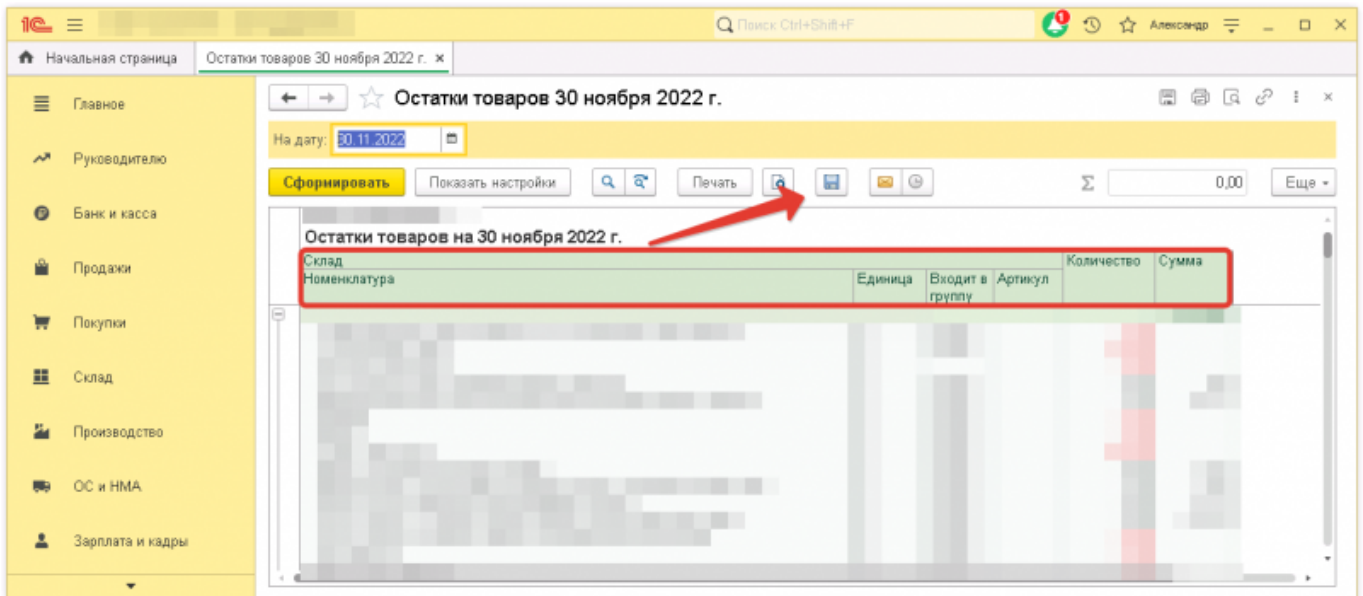 1С
Поиск Ctrl+Shift+F
1
Александр
Начальная страница
Остатки товаров 30 ноября 2022 г. ×
Главное
Руководителю
Банк и касса
Продажи
Покупки
Склад
Производство
ОС и НМА
Зарплата и кадры
Остатки товаров 30 ноября 2022 г.
На дату: 30.11.2022
Сформировать Показать настройки Печать Σ 0,00 Еще
Остатки товаров на 30 ноября 2022 г.
Склад Количество Сумма
Номенклатура Единица Входит в группу Артикул